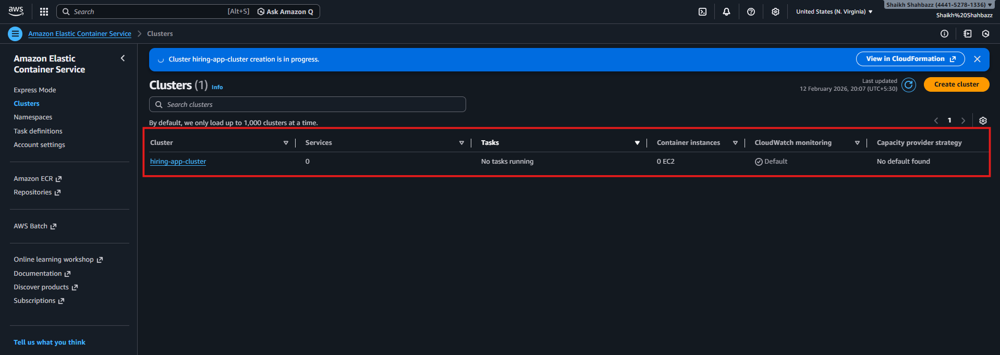 aws
Search [Alt+S] Ask Amazon Q
United States (N. Virginia)
Shaikh Shahbazz (4441-5278-1336)
Shaikh%20Shahbazz
Amazon Elastic Container Service Clusters
Amazon Elastic
Container Service
Express Mode
Clusters
Namespaces
Task definitions
Account settings
Amazon ECR
Repositories
AWS Batch
Online learning workshop
Documentation
Discover products
Subscriptions
Tell us what you think
Cluster hiring-app-cluster creation is in progress.
View in CloudFormation
Clusters (1) Info
Last updated
12 February 2026, 20:07 (UTC+5:30)
Create cluster
Search clusters
By default, we only load up to 1,000 clusters at a time.
1
Cluster Services Tasks Container instances CloudWatch monitoring Capacity provider strategy
hiring-app-cluster 0 No tasks running 0 EC2 Default No default found